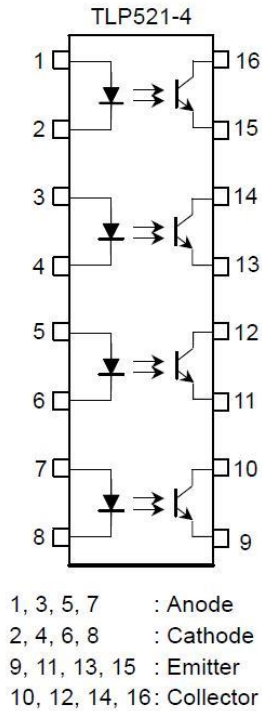 TLP521-4
1 16
2 15
3 14
4 13
5 12
6 11
7 10
8 9
1, 3, 5, 7 : Anode
2, 4, 6, 8 : Cathode
9, 11, 13, 15 : Emitter
10, 12, 14, 16 : Collector